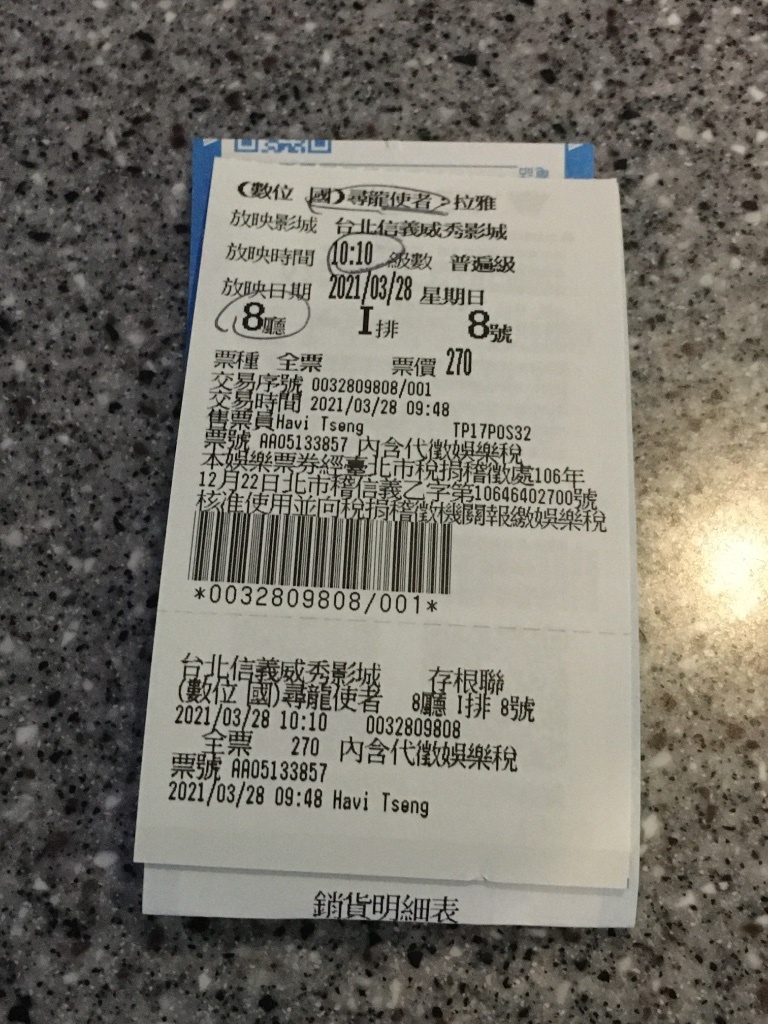 (數位 國)尋龍使者:拉雅
放映影城 台北信義威秀影城
放映時間 10:10 級數 普遍級
放映日期 2021/03/28 星期日
8廳 I排 8號
票種 全票 票價 270
交易序號 0032809808/001
交易時間 2021/03/28 09:48
售票員Havi Tseng TP17POS32
票號 AA05133857 內含代徵娛樂稅
本娛樂票券經臺北市稅捐稽徵處106年
12月22日北市稽信義乙字第10646402700號
核准使用並向稅捐稽徵機關報繳娛樂稅
*0032809808/001*
台北信義威秀影城 存根聯
(數位 國)尋龍使者 8廳 I排 8號
2021/03/28 10:10 0032809808
全票 270 內含代徵娛樂稅
票號 AA05133857
2021/03/28 09:48 Havi Tseng
銷貨明細表